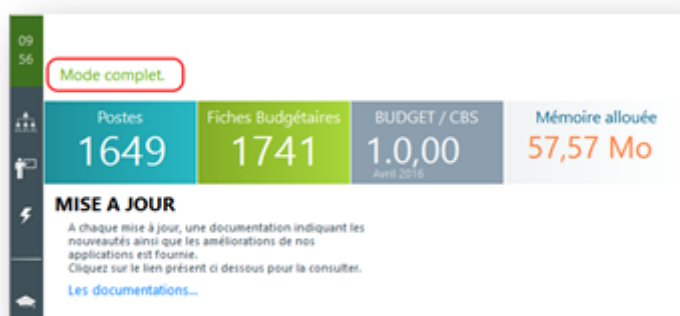 09
56
Mode complet.
Postes
Fiches Budgétaires
BUDGET / CBS
Mémoire allouée
1649
1741
1.0,00
57,57 Mo
Avril 2016
MISE A JOUR
A chaque mise à jour, une documentation indiquant les
nouveautés ainsi que les améliorations de nos
applications est fournie.
Cliquez sur le lien présent ci dessous pour la consulter.
Les documentations...